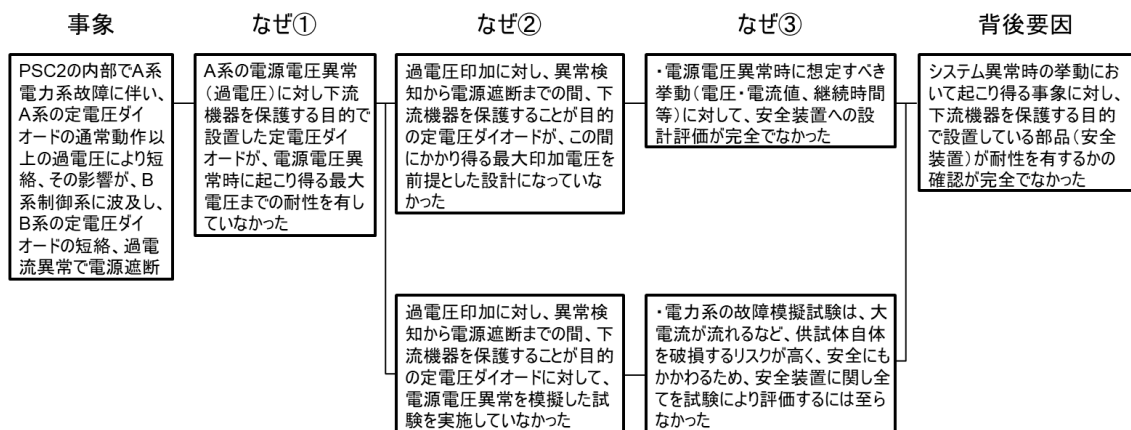 事象
なぜ①
なぜ②
なぜ③
背後要因
PSC2の内部でA系
電力系故障に伴い、
A系の定電圧ダイ
オードの通常動作以
上の過電圧により短
絡、その影響が、B
系制御系に波及し、
B系の定電圧ダイ
オードの短絡、過電
流異常で電源遮断
A系の電源電圧異常
（過電圧）に対し下流
機器を保護する目的で
設置した定電圧ダイ
オードが、電源電圧異
常時に起こり得る最大
電圧までの耐性を有し
ていなかった
過電圧印加に対し、異常検
知から電源遮断までの間、下
流機器を保護することが目的
の定電圧ダイオードが、この間
にかかり得る最大印加電圧を
前提とした設計になっていな
かった
・電源電圧異常時に想定すべき
挙動（電圧・電流値、継続時間
等）に対して、安全装置への設
計評価が完全でなかった
システム異常時の挙動にお
いて起こり得る事象に対し、
下流機器を保護する目的
で設置している部品（安全
装置）が耐性を有するかの
確認が完全でなかった
過電圧印加に対し、異常検
知から電源遮断までの間、下
流機器を保護することが目的
の定電圧ダイオードに対して、
電源電圧異常を模擬した試
験を実施していなかった
・電力系の故障模擬試験は、大
電流が流れるなど、供試体自体
を破損するリスクが高く、安全にも
かかわるため、安全装置に関し全
てを試験により評価するには至ら
なかった